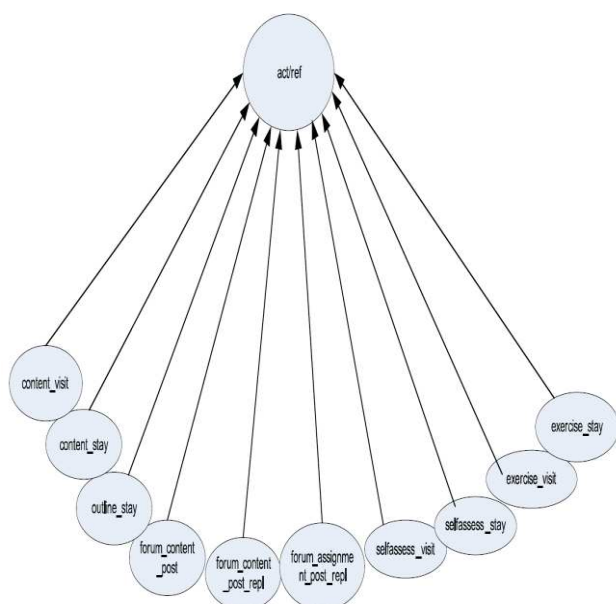 act/ref
content_visit
content_stay
outline_stay
forum_content
_post
forum_content
_post_repl
forum_assignme
nt_post_repl
selfassess_visit
selfassess_stay
exercise_visit
exercise_stay